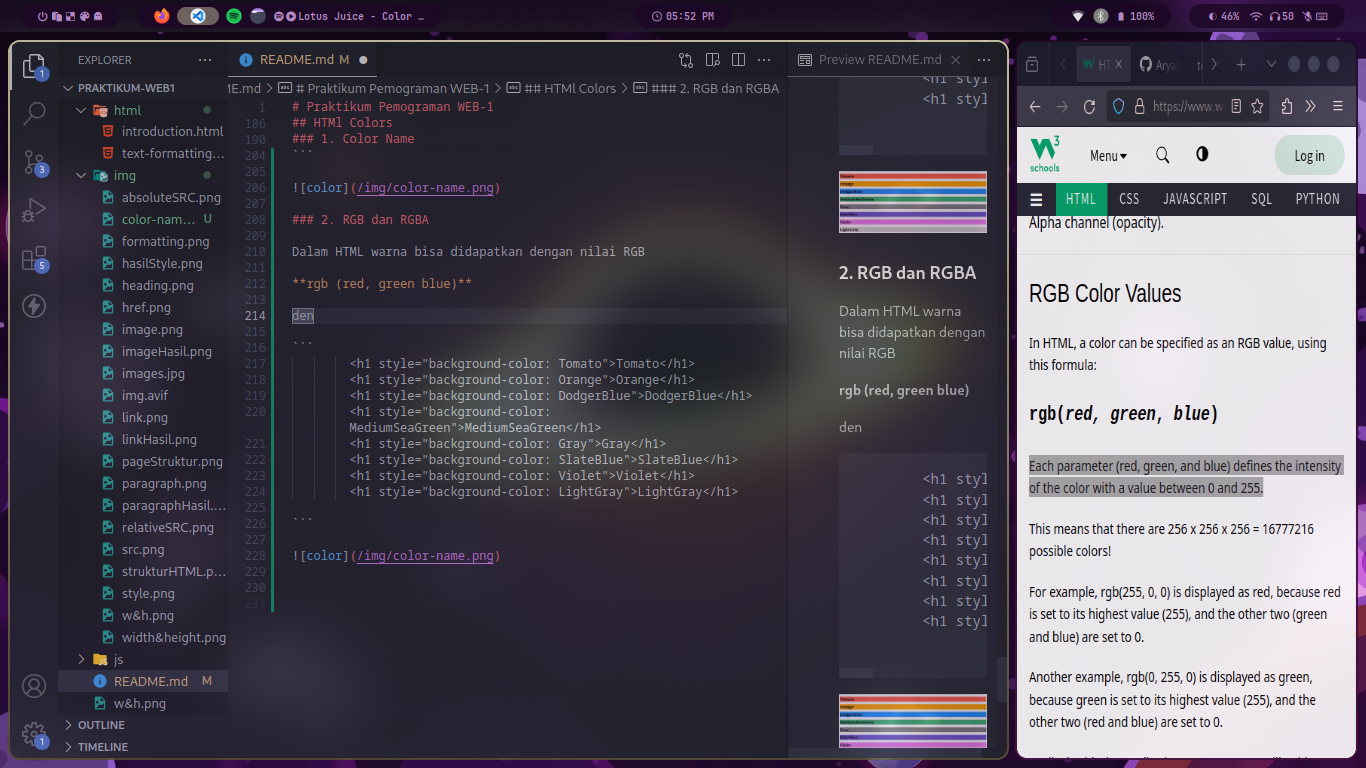 Lotus Juice - Color …
05:52 PM
100%
46%
50
EXPLORER
PRAKTIKUM-WEB1
html
introduction.html
text-formatting...
img
absoluteSRC.png
color-nam... U
formatting.png
hasilStyle.png
heading.png
href.png
image.png
imageHasil.png
images.jpg
img.avif
link.png
linkHasil.png
pageStruktur.png
paragraph.png
paragraphHasil....
relativeSRC.png
src.png
strukturHTML.p...
style.png
w&h.png
width&height.png
js
README.md M
w&h.png
OUTLINE
TIMELINE
1
3
5
1
README.md M
ME.md > # Praktikum Pemograman WEB-1 > ## HTMl Colors > ### 2. RGB dan RGBA
1 # Praktikum Pemograman WEB-1
186 ## HTMl Colors
190 ### 1. Color Name
204 ```
205
206 ![color](/img/color-name.png)
207
208 ### 2. RGB dan RGBA
209
210 Dalam HTML warna bisa didapatkan dengan nilai RGB
211
212 **rgb (red, green blue)**
213
214 den
215
216 ```
217 <h1 style="background-color: Tomato">Tomato</h1>
218 <h1 style="background-color: Orange">Orange</h1>
219 <h1 style="background-color: DodgerBlue">DodgerBlue</h1>
220 <h1 style="background-color:
MediumSeaGreen">MediumSeaGreen</h1>
221 <h1 style="background-color: Gray">Gray</h1>
222 <h1 style="background-color: SlateBlue">SlateBlue</h1>
223 <h1 style="background-color: Violet">Violet</h1>
224 <h1 style="background-color: LightGray">LightGray</h1>
225
226 ```
227
228 ![color](/img/color-name.png)
229
230
231
Preview README.md
<h1 styl
<h1 styl
2. RGB dan RGBA
Dalam HTML warna
bisa didapatkan dengan
nilai RGB
rgb (red, green blue)
den
<h1 styl
<h1 styl
<h1 styl
<h1 styl
<h1 styl
<h1 styl
<h1 styl
<h1 styl
HT
Arya
https://www.w
W3
schools
Menu
Log in
HTML CSS JAVASCRIPT SQL PYTHON
Alpha channel (opacity).
RGB Color Values
In HTML, a color can be specified as an RGB value, using
this formula:
rgb(red, green, blue)
Each parameter (red, green, and blue) defines the intensity
of the color with a value between 0 and 255.
This means that there are 256 x 256 x 256 = 16777216
possible colors!
For example, rgb(255, 0, 0) is displayed as red, because red
is set to its highest value (255), and the other two (green
and blue) are set to 0.
Another example, rgb(0, 255, 0) is displayed as green,
because green is set to its highest value (255), and the
other two (red and blue) are set to 0.